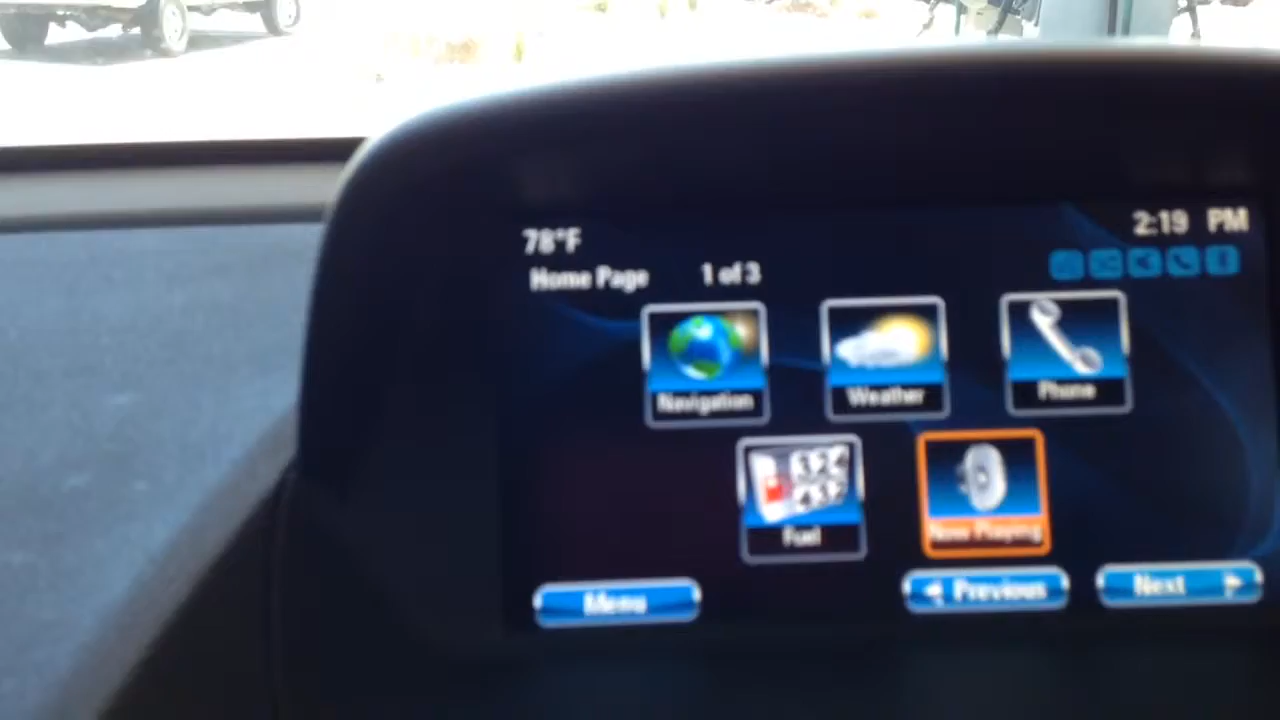 78°F
2:19 PM
Home Page 1 of 3
Navigation
Weather
Phone
Fuel
Now Playing
Menu
Previous
Next